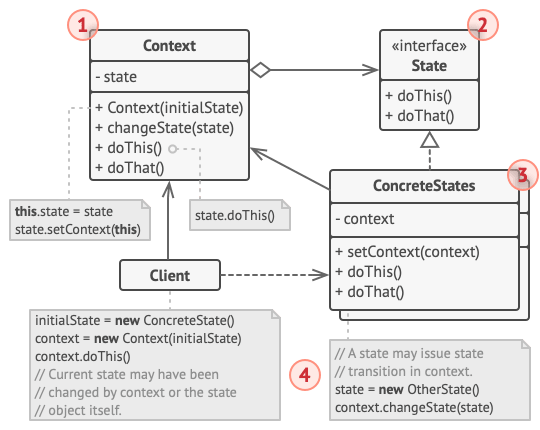 1
Context
- state
+ Context(initialState)
+ changeState(state)
+ doThis()
+ doThat()
2
«interface»
State
+ doThis()
+ doThat()
this.state = state
state.setContext(this)
state.doThis()
3
ConcreteStates
- context
+ setContext(context)
+ doThis()
+ doThat()
Client
initialState = new ConcreteState()
context = new Context(initialState)
context.doThis()
// Current state may have been
// changed by context or the state
// object itself.
4
// A state may issue state
// transition in context.
state = new OtherState()
context.changeState(state)